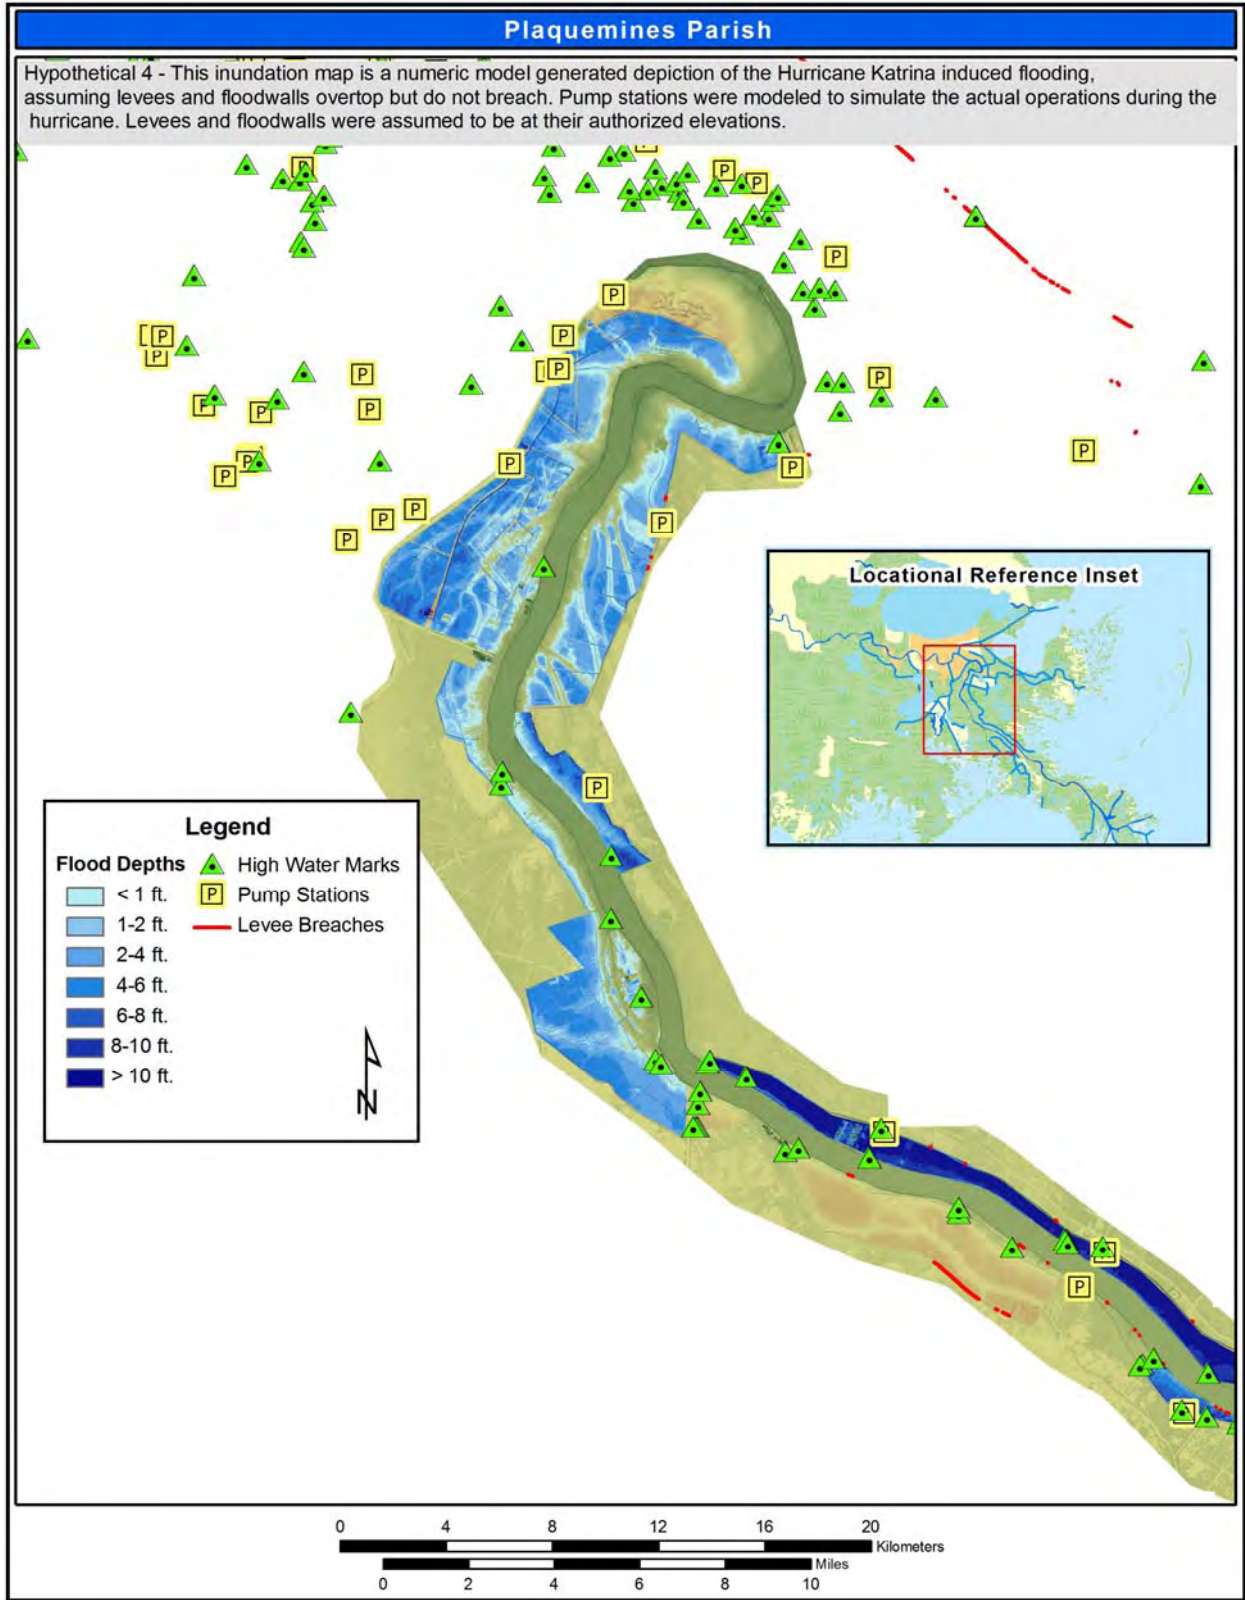 Plaquemines Parish
Hypothetical 4 - This inundation map is a numeric model generated depiction of the Hurricane Katrina induced flooding,
assuming levees and floodwalls overtop but do not breach. Pump stations were modeled to simulate the actual operations during the
hurricane. Levees and floodwalls were assumed to be at their authorized elevations.
Locational Reference Inset
Legend
Flood Depths
< 1 ft.
1-2 ft.
2-4 ft.
4-6 ft.
6-8 ft.
8-10 ft.
> 10 ft.
High Water Marks
P Pump Stations
Levee Breaches
N
0 4 8 12 16 20
Kilometers
Miles
0 2 4 6 8 10